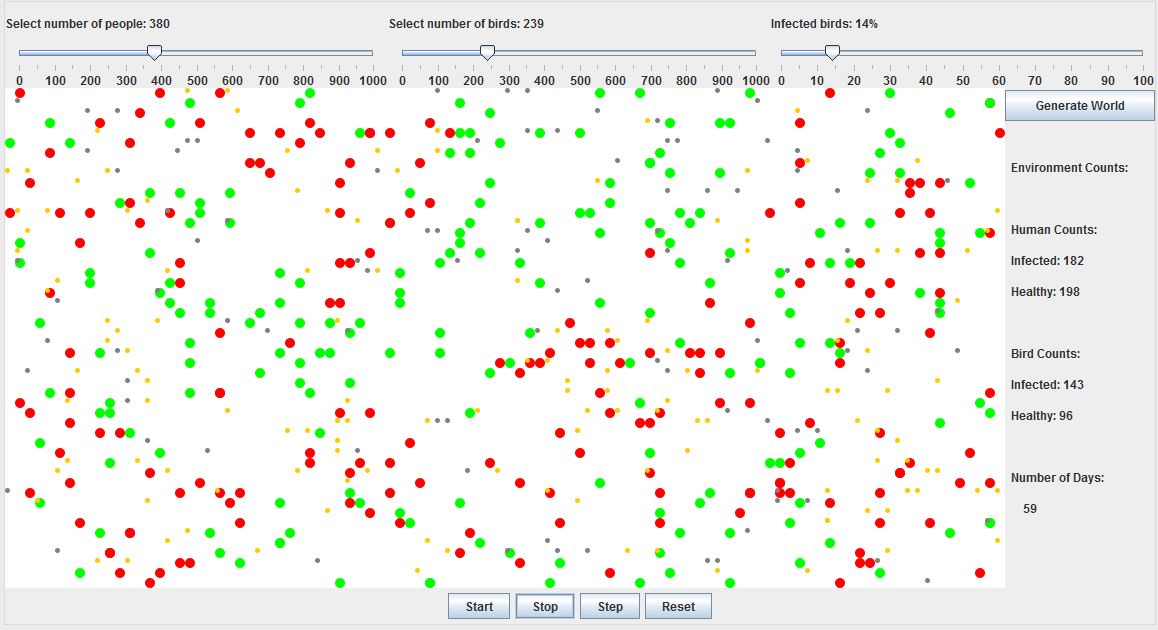 Select number of people: 380
Select number of birds: 239
Infected birds: 14%
0 100 200 300 400 500 600 700 800 900 1000
0 100 200 300 400 500 600 700 800 900 1000
0 10 20 30 40 50 60 70 80 90 100
Generate World
Environment Counts:
Human Counts:
Infected: 182
Healthy: 198
Bird Counts:
Infected: 143
Healthy: 96
Number of Days:
59
Start
Stop
Step
Reset